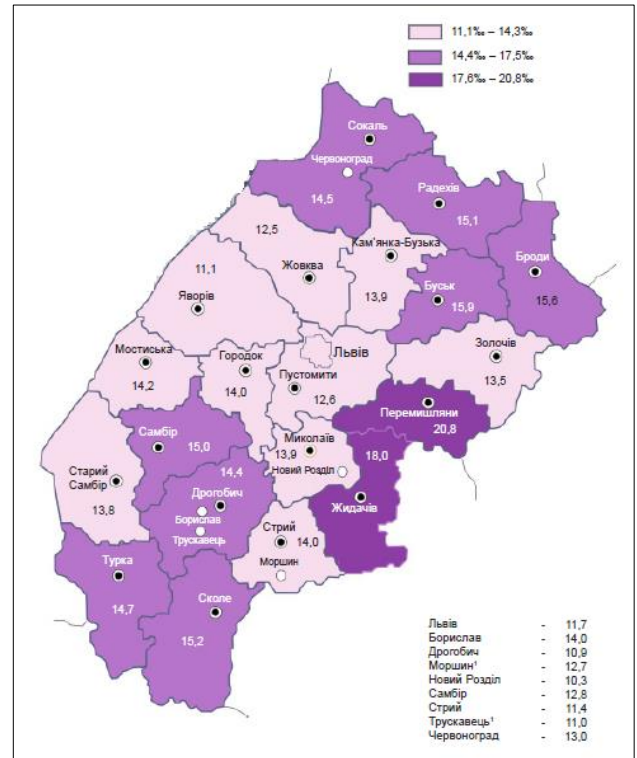 11,1‰ – 14,3‰
14,4‰ – 17,5‰
17,6‰ – 20,8‰
Сокаль
Червоноград
14,5
Радехів
15,1
12,5
Жовква
Кам'янка-Бузька
13,9
Броди
15,6
Буськ
15,9
11,1
Яворів
Львів
Золочів
13,5
Мостиська
14,2
Городок
14,0
Пустомити
12,6
Перемишляни
20,8
Самбір
15,0
Миколаїв
13,9
Новий Розділ
18,0
Жидачів
Старий
Самбір
13,8
14,4
Дрогобич
Борислав
Трускавець
Стрий
14,0
Моршин
Турка
14,7
Сколе
15,2
Львів - 11,7
Борислав - 14,0
Дрогобич - 10,9
Моршин¹ - 12,7
Новий Розділ - 10,3
Самбір - 12,8
Стрий - 11,4
Трускавець¹ - 11,0
Червоноград - 13,0